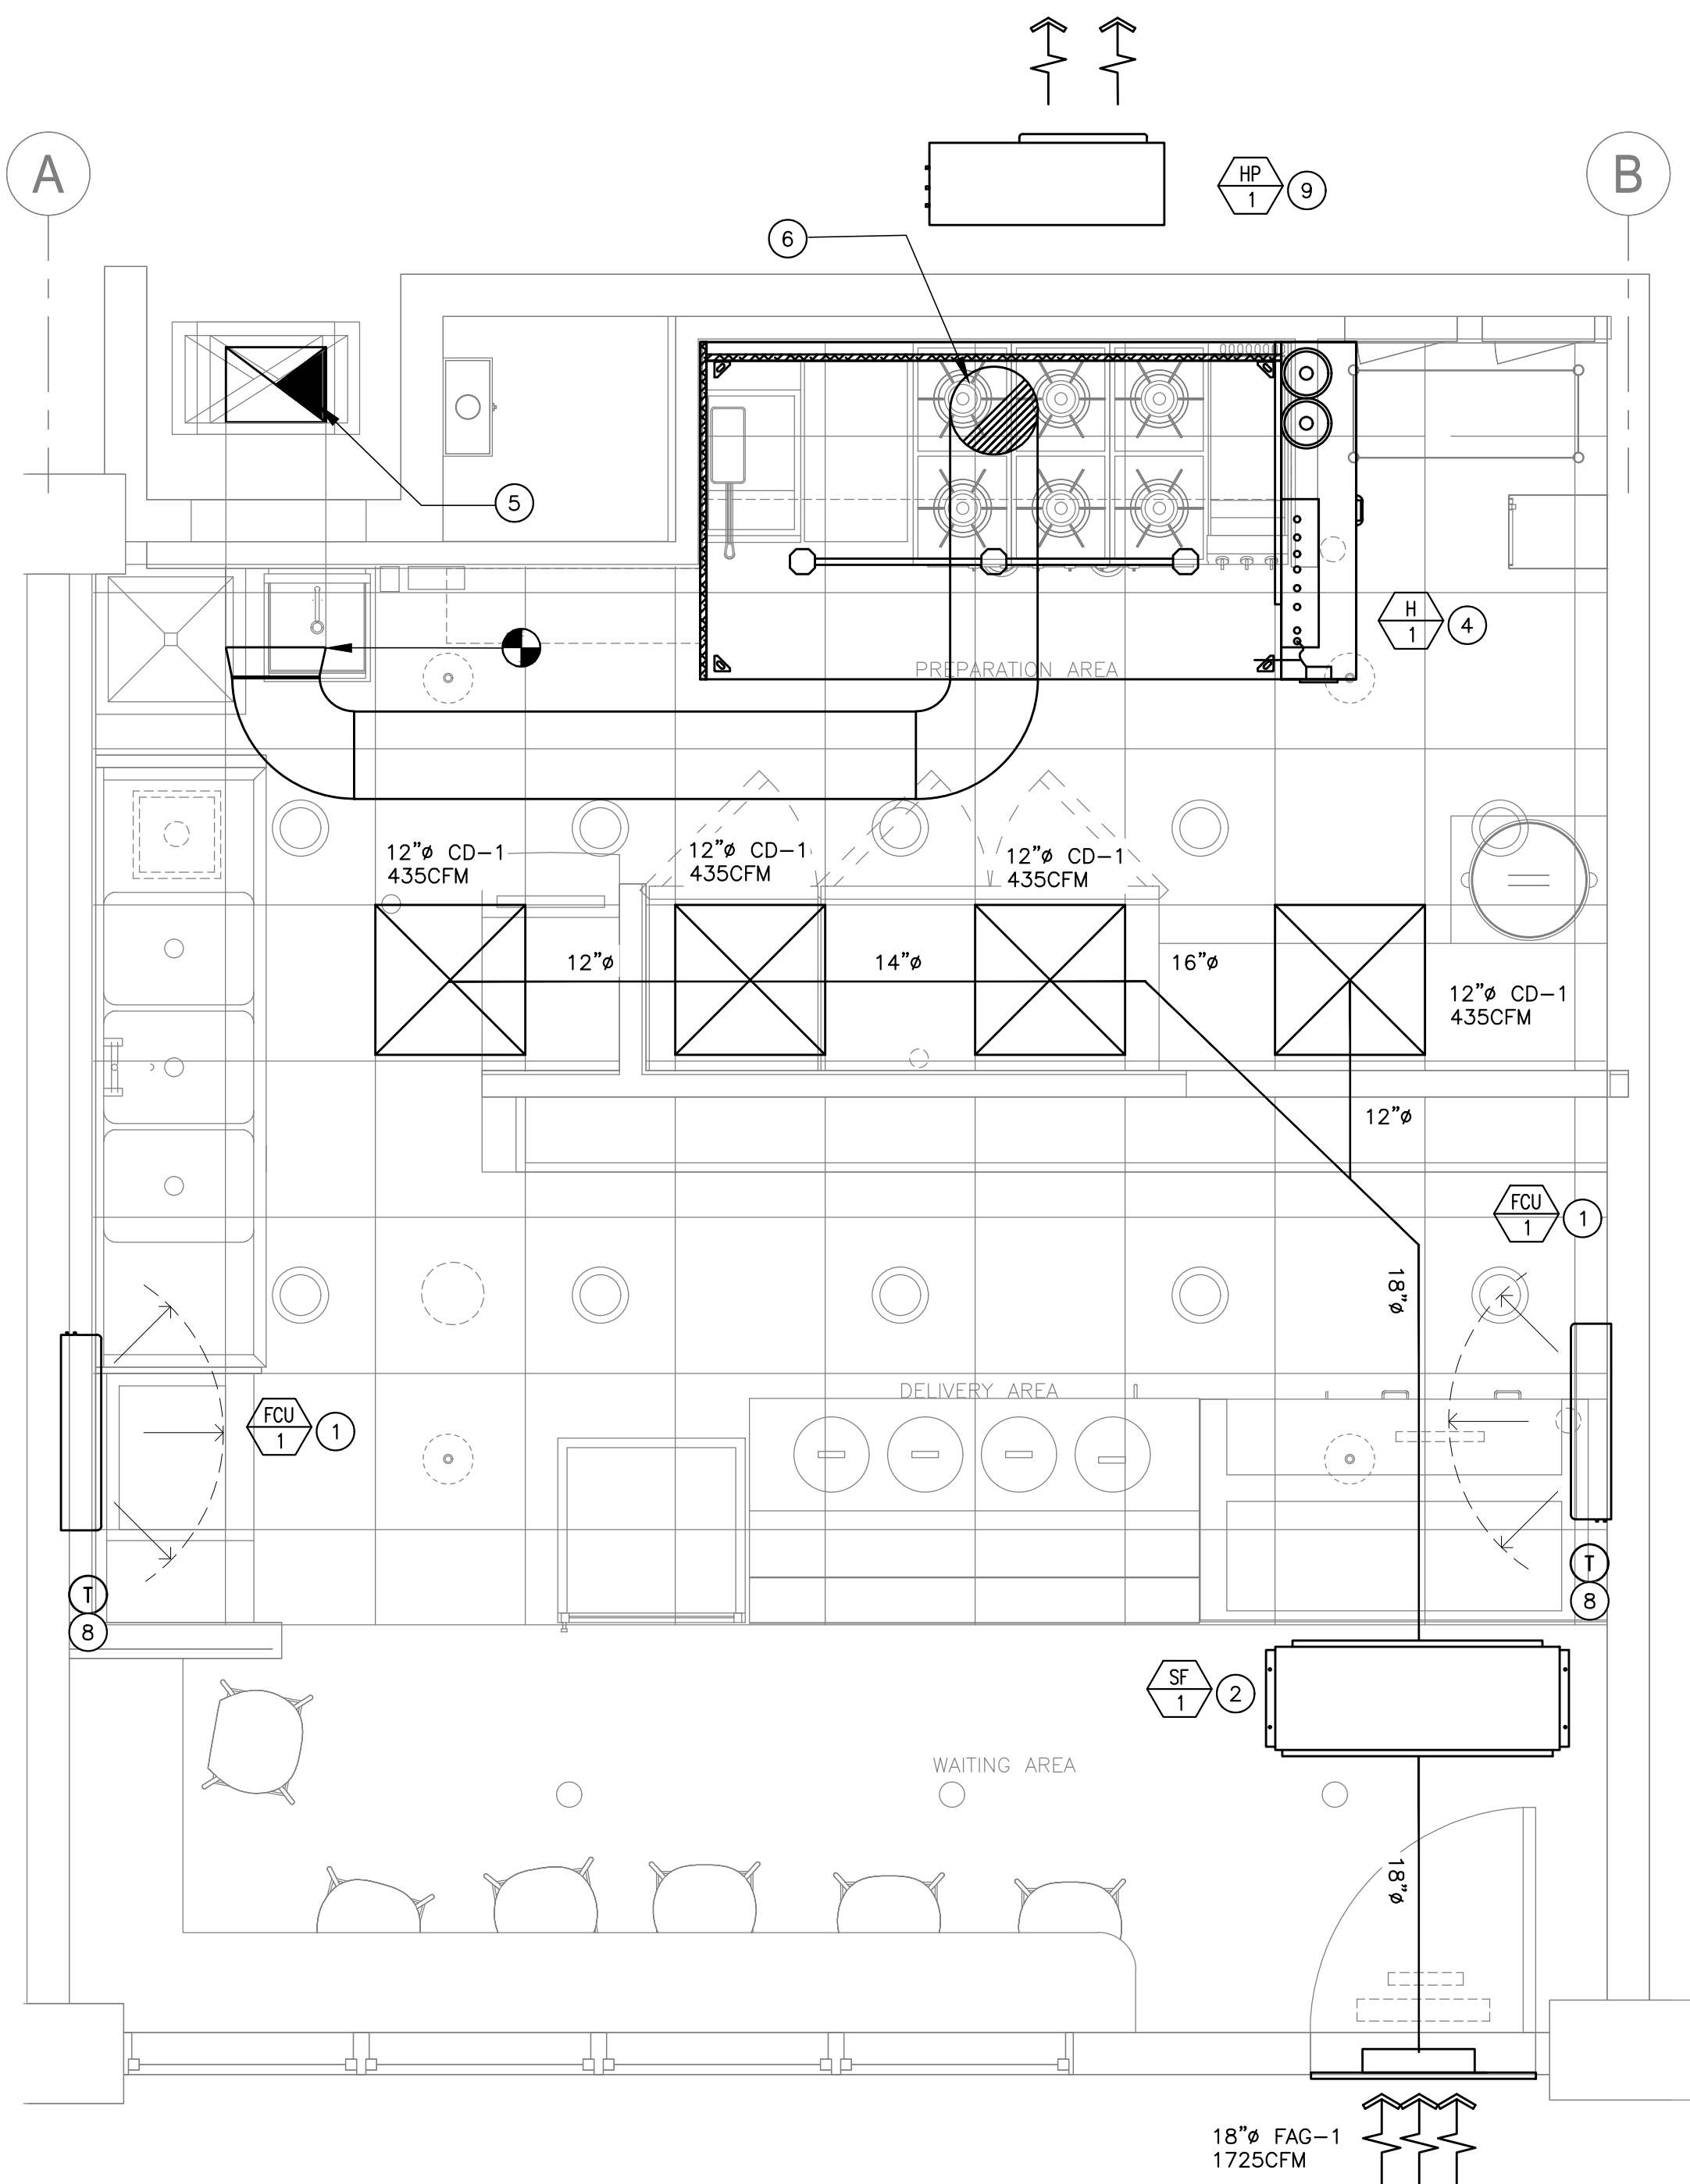 HP
1
9
A
B
6
5
H
1
4
PREPARATION AREA
12"ø CD-1
435CFM
12"ø CD-1
435CFM
12"ø CD-1
435CFM
12"ø
14"ø
16"ø
12"ø CD-1
435CFM
12"ø
FCU
1
1
18"ø
DELIVERY AREA
FCU
1
1
T
8
T
8
SF
1
2
WAITING AREA
18"ø
18"ø FAG-1
1725CFM